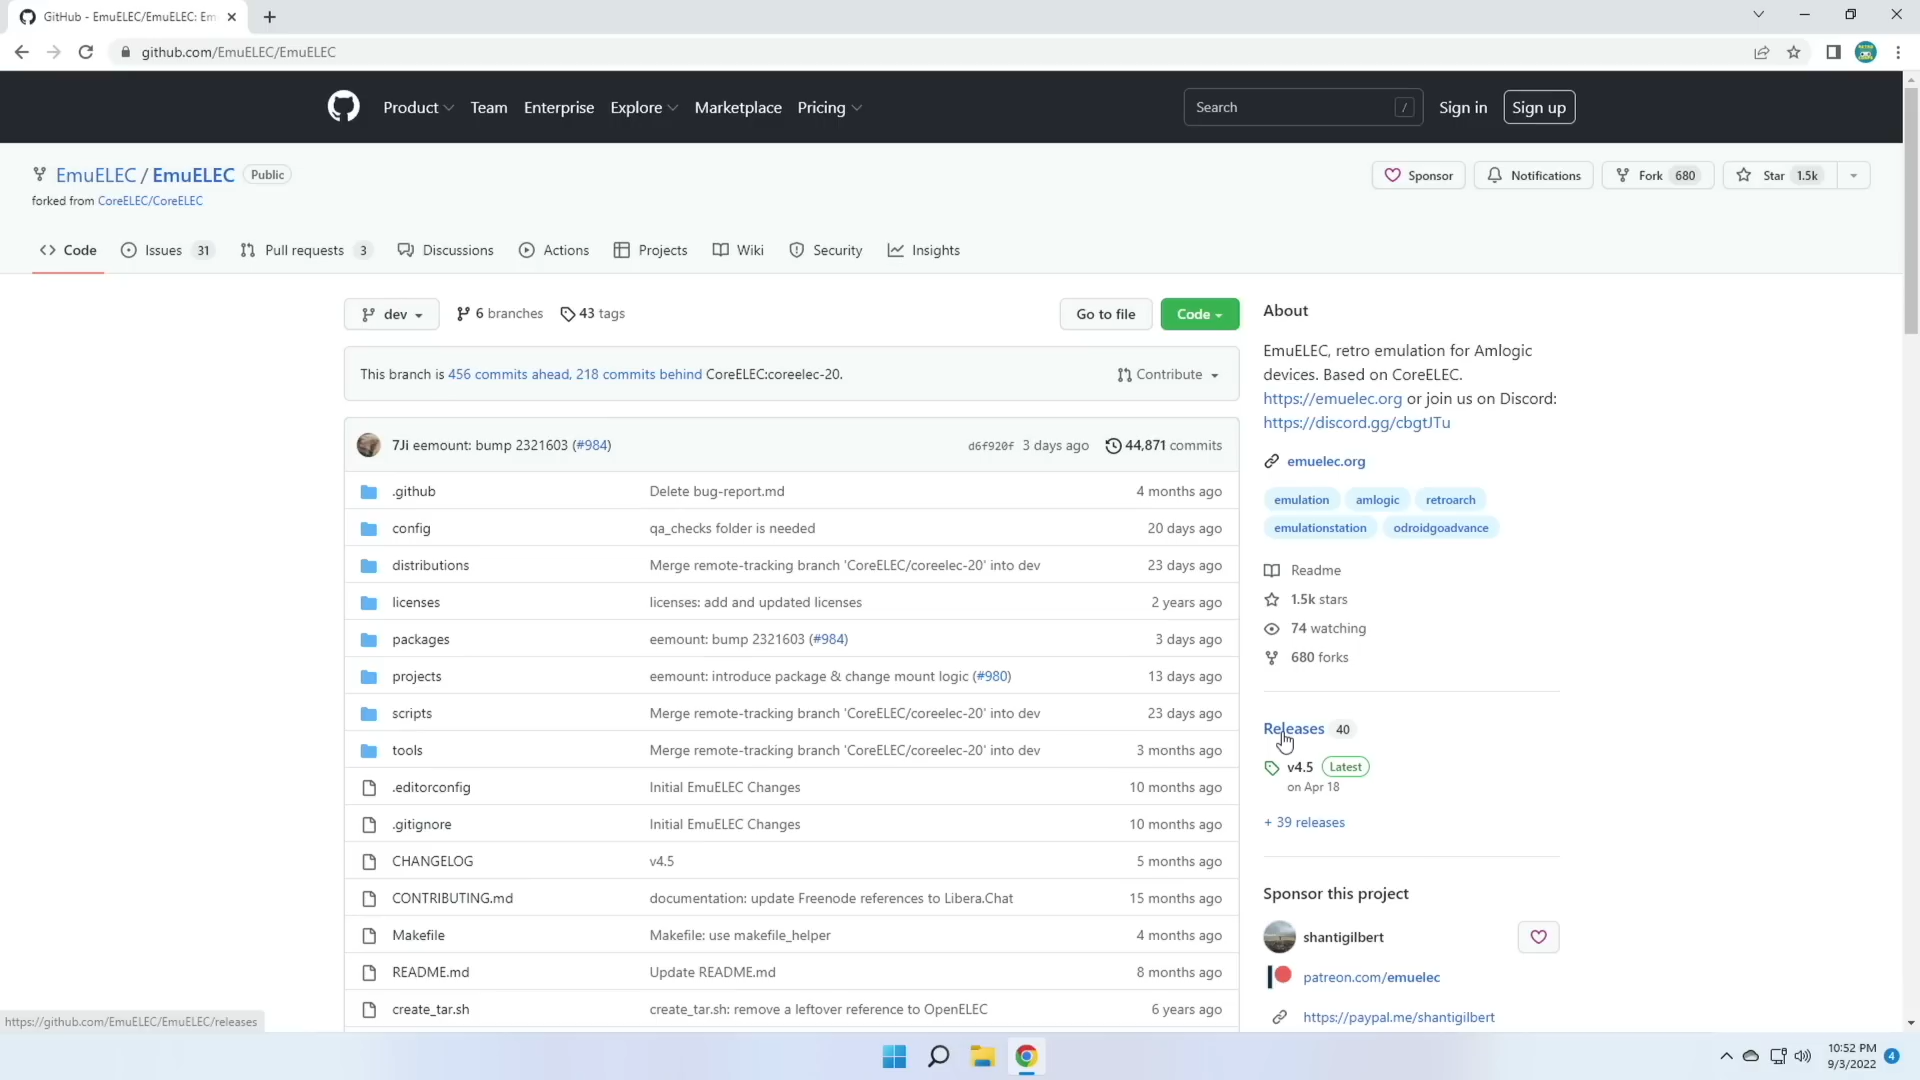 GitHub - EmuELEC/EmuELEC: Em
github.com/EmuELEC/EmuELEC
Product Team Enterprise Explore Marketplace Pricing Search / Sign in Sign up
EmuELEC / EmuELEC Public
Sponsor Notifications Fork 680 Star 1.5k
forked from CoreELEC/CoreELEC
Code Issues 31 Pull requests 3 Discussions Actions Projects Wiki Security Insights
dev 6 branches 43 tags Go to file Code
This branch is 456 commits ahead, 218 commits behind CoreELEC:coreelec-20. Contribute
7Ji eemount: bump 2321603 (#984) d6f920f 3 days ago 44,871 commits
.github Delete bug-report.md 4 months ago
config qa_checks folder is needed 20 days ago
distributions Merge remote-tracking branch 'CoreELEC/coreelec-20' into dev 23 days ago
licenses licenses: add and updated licenses 2 years ago
packages eemount: bump 2321603 (#984) 3 days ago
projects eemount: introduce package & change mount logic (#980) 13 days ago
scripts Merge remote-tracking branch 'CoreELEC/coreelec-20' into dev 23 days ago
tools Merge remote-tracking branch 'CoreELEC/coreelec-20' into dev 3 months ago
.editorconfig Initial EmuELEC Changes 10 months ago
.gitignore Initial EmuELEC Changes 10 months ago
CHANGELOG v4.5 5 months ago
CONTRIBUTING.md documentation: update Freenode references to Libera.Chat 15 months ago
Makefile Makefile: use makefile_helper 4 months ago
README.md Update README.md 8 months ago
create_tar.sh create_tar.sh: remove a leftover reference to OpenELEC 6 years ago
About
EmuELEC, retro emulation for Amlogic
devices. Based on CoreELEC.
https://emuelec.org or join us on Discord:
https://discord.gg/cbgtJTu
emuelec.org
emulation amlogic retroarch
emulationstation odroidgoadvance
Readme
1.5k stars
74 watching
680 forks
Releases 40
v4.5 Latest
on Apr 18
+ 39 releases
Sponsor this project
shantigilbert
patreon.com/emuelec
https://paypal.me/shantigilbert
https://github.com/EmuELEC/EmuELEC/releases
10:52 PM
9/3/2022
4